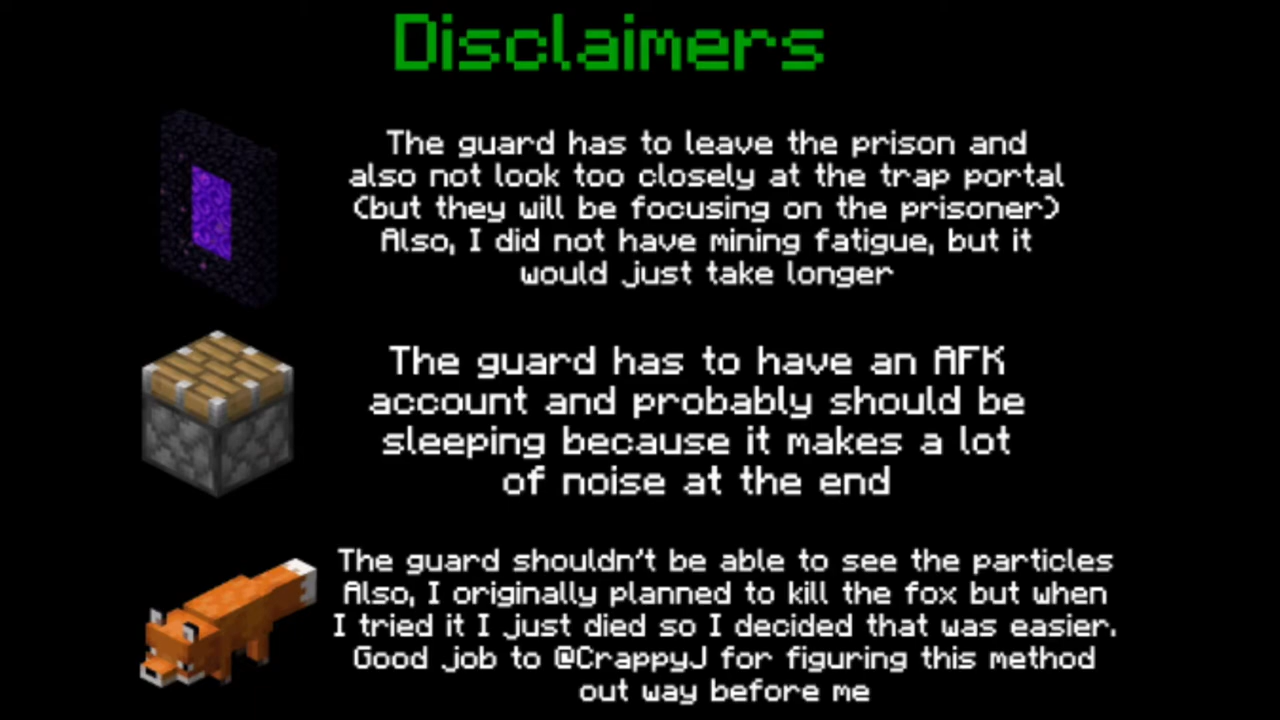 Disclaimers
The guard has to leave the prison and
also not look too closely at the trap portal
(but they will be focusing on the prisoner)
Also, I did not have mining fatigue, but it
would just take longer
The guard has to have an AFK
account and probably should be
sleeping because it makes a lot
of noise at the end
The guard shouldn't be able to see the particles
Also, I originally planned to kill the fox but when
I tried it I just died so I decided that was easier.
Good job to @CrappyJ for figuring this method
out way before me